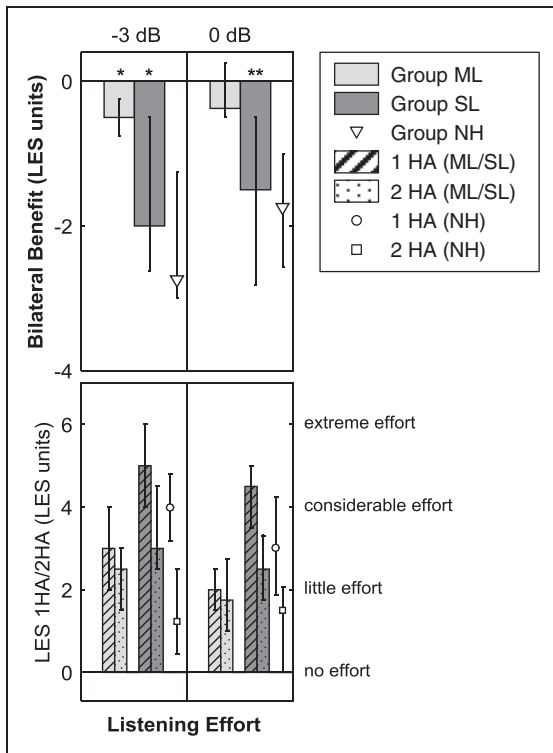 -3 dB 0 dB
Bilateral Benefit (LES units)
0
-2
-4
* * **
Group ML
Group SL
Group NH
1 HA (ML/SL)
2 HA (ML/SL)
1 HA (NH)
2 HA (NH)
LES 1HA/2HA (LES units)
6
4
2
0
extreme effort
considerable effort
little effort
no effort
Listening Effort